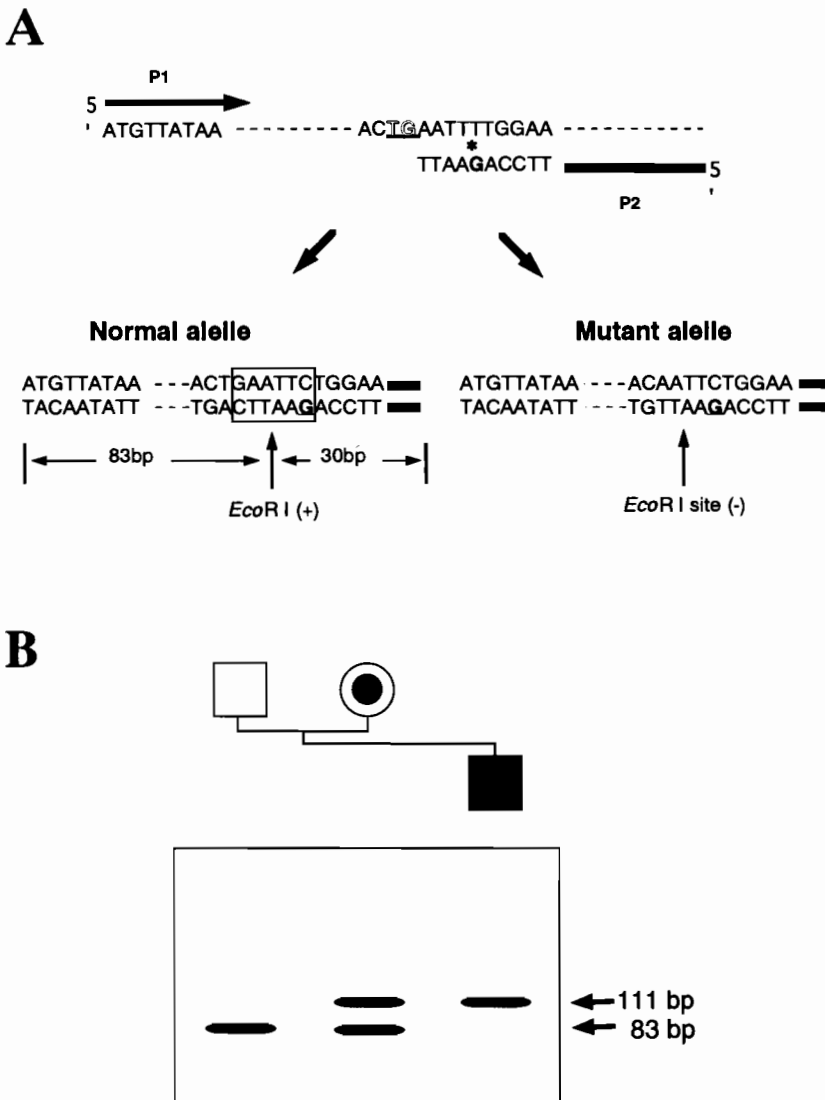 A
P1
5
' ATGTTATAA ------------ ACTGAATTTTGGAA --------------
*
TTAAGACCTT 5
'
P2
Normal alelle Mutant alelle
ATGTTATAA ---ACTGAATTCTGGAA ATGTTATAA ----ACAATTCTGGAA
TACAATATT ---TGACTTAAGACCTT TACAATATT ----TGTTAAGACCTT
83bp 30bp
EcoR I (+) EcoR I site (-)
B
111 bp
83 bp